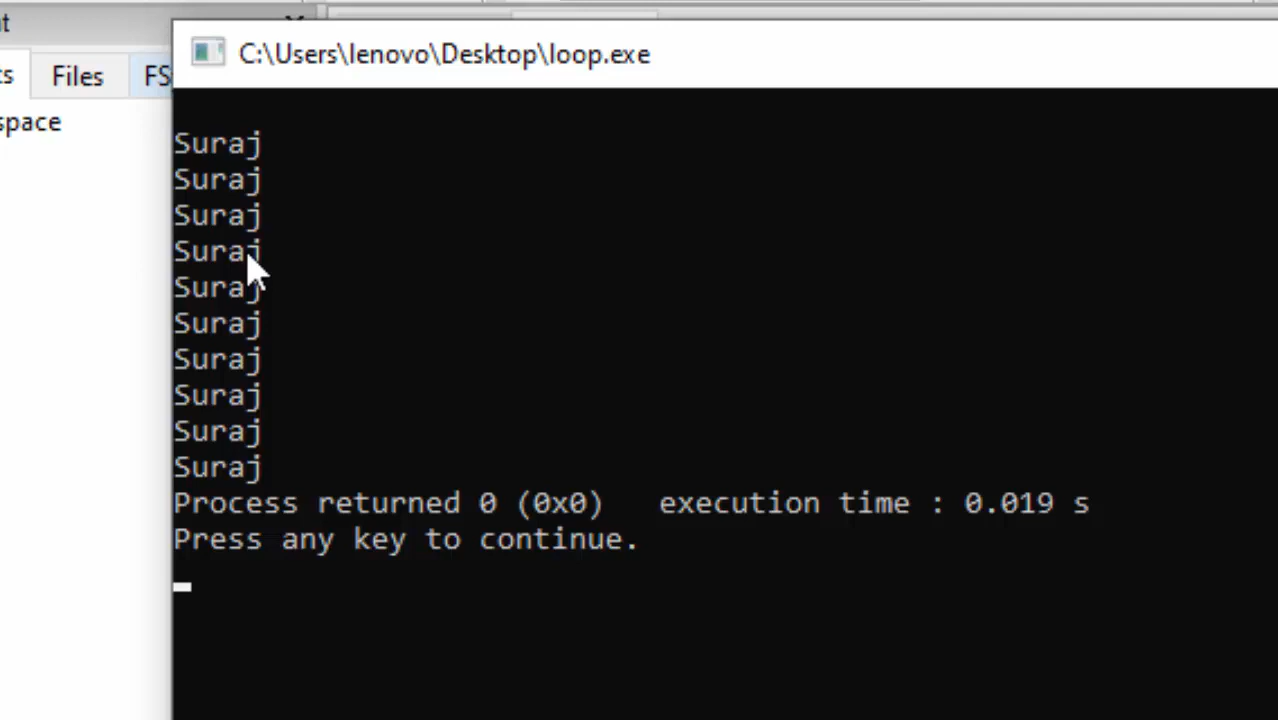 C:\Users\lenovo\Desktop\loop.exe
Files
FS
space
Suraj
Suraj
Suraj
Suraj
Suraj
Suraj
Suraj
Suraj
Suraj
Suraj
Process returned 0 (0x0)   execution time : 0.019 s
Press any key to continue.